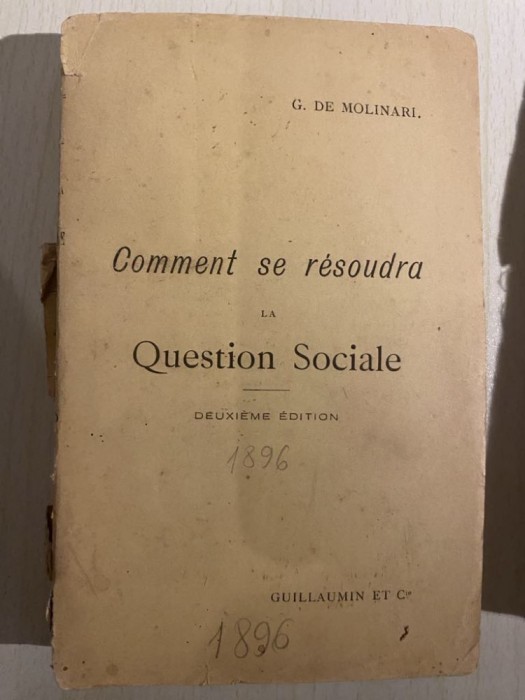 G. DE MOLINARI.
Comment se résoudra
LA
Question Sociale
DEUXIÈME ÉDITION
1896
GUILLAUMIN ET Cie
1896